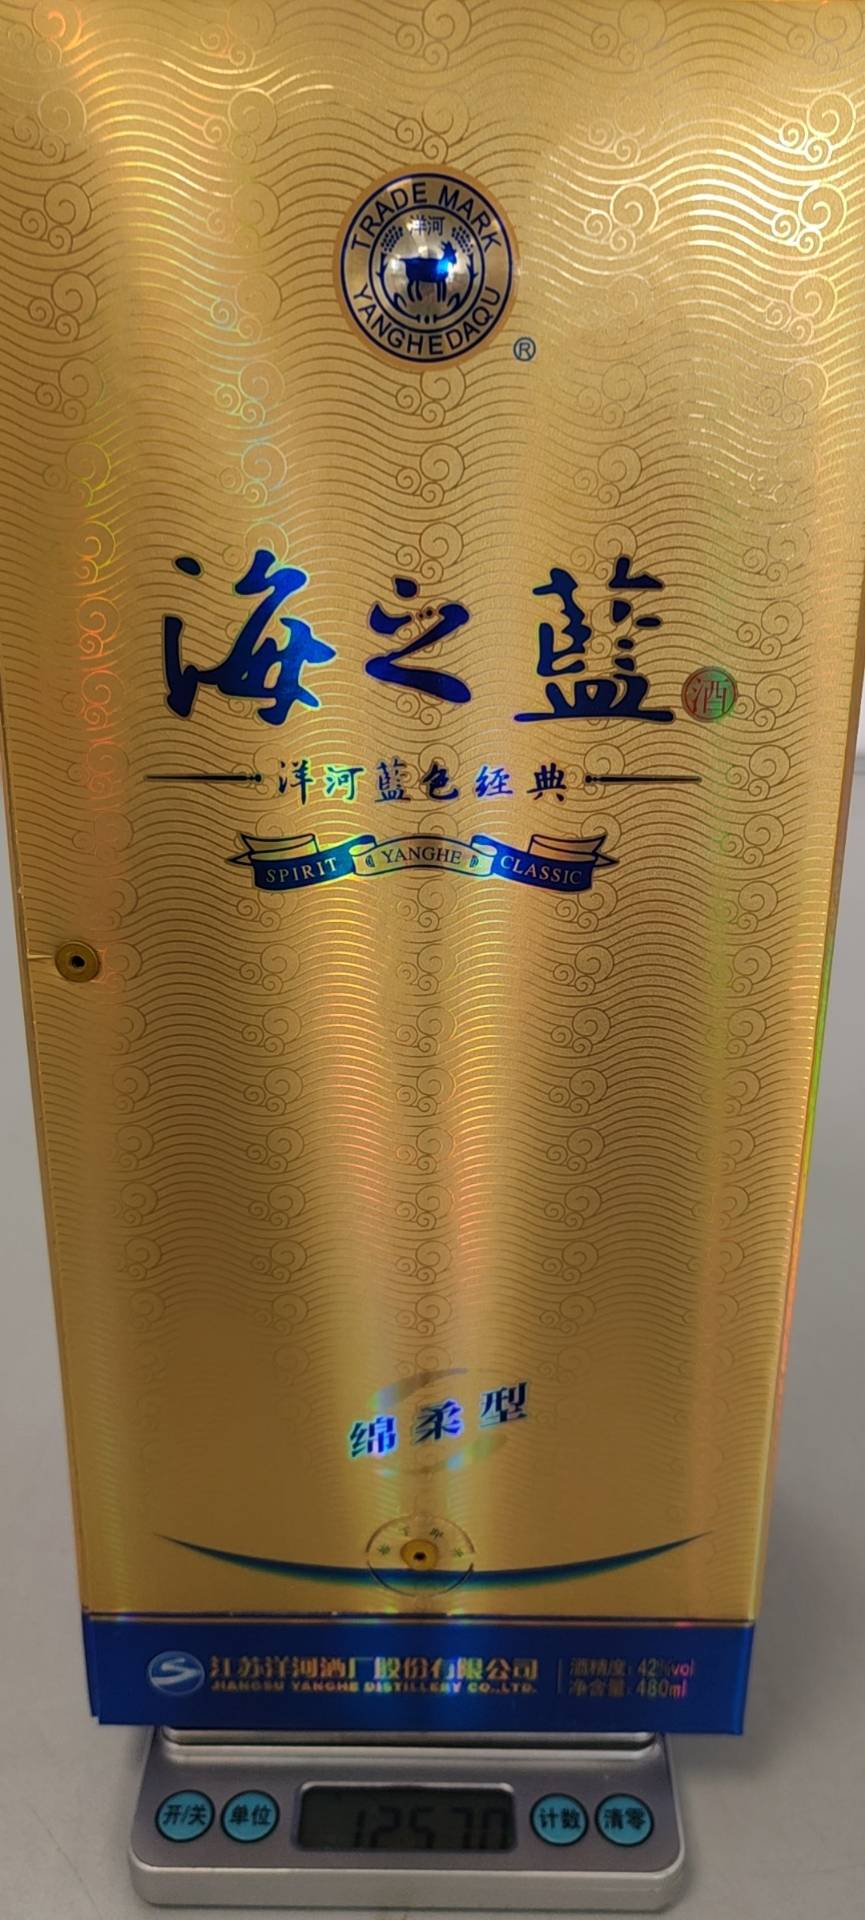 TRADE MARK
洋河
YANGHEDAQU
®
海之藍
酒
洋河蓝色经典
SPIRIT YANGHE CLASSIC
绵柔型
江苏洋河酒厂股份有限公司
JIANGSU YANGHE DISTILLERY CO.,LTD.
酒精度:42%vol
净含量:480ml
开/关 单位 1257.0 计数 清零